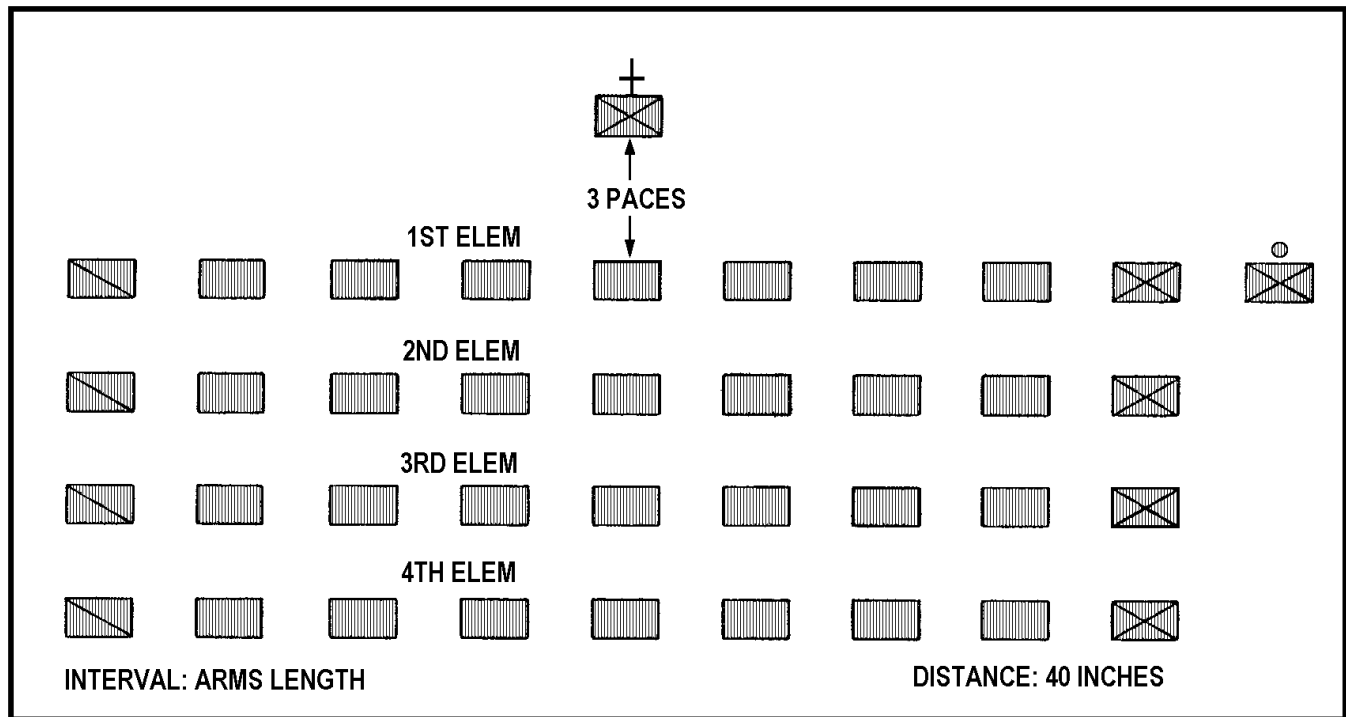 3 PACES
1ST ELEM
2ND ELEM
3RD ELEM
4TH ELEM
INTERVAL: ARMS LENGTH
DISTANCE: 40 INCHES